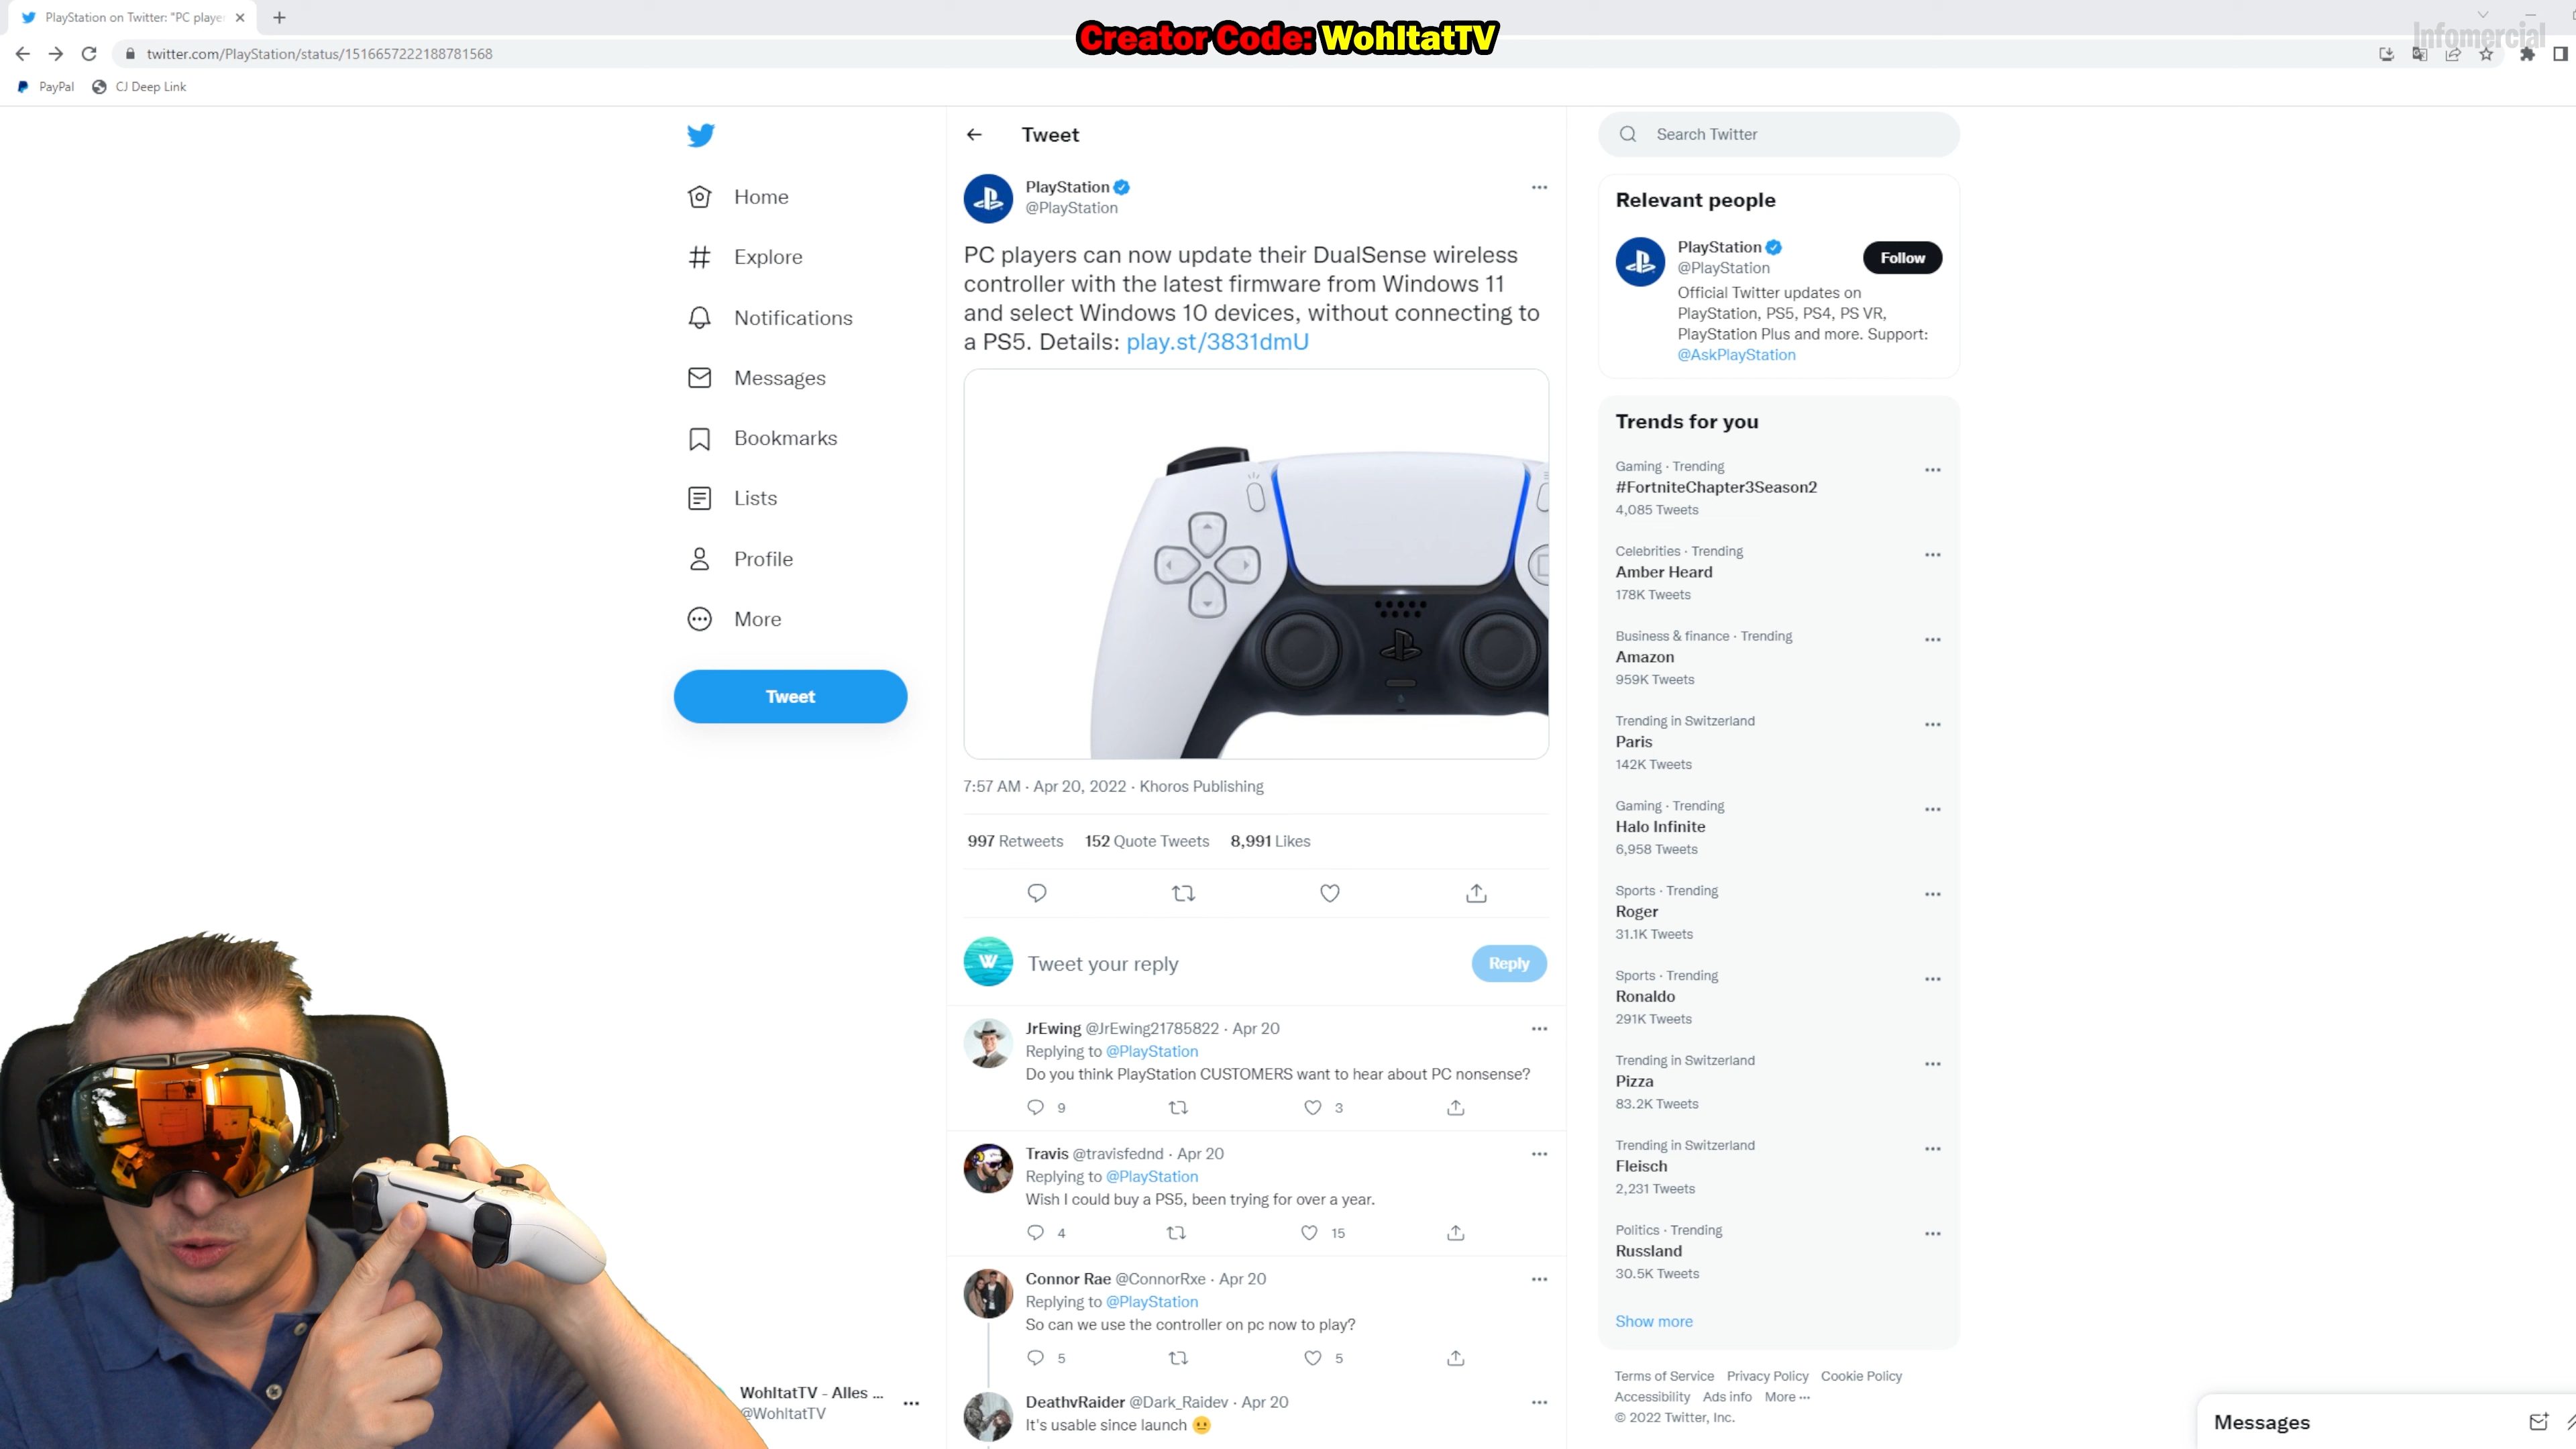 PlayStation on Twitter: "PC playe
Creator Code: WohltatTV
Infomercial
twitter.com/PlayStation/status/1516657222188781568
PayPal
CJ Deep Link
Home
Explore
Notifications
Messages
Bookmarks
Lists
Profile
More
Tweet
WohltatTV - Alles ...
@WohltatTV
Tweet
PlayStation
@PlayStation
PC players can now update their DualSense wireless
controller with the latest firmware from Windows 11
and select Windows 10 devices, without connecting to
a PS5. Details: play.st/3831dmU
7:57 AM · Apr 20, 2022 · Khoros Publishing
997 Retweets 152 Quote Tweets 8,991 Likes
W
Tweet your reply
Reply
JrEwing @JrEwing21785822 · Apr 20
Replying to @PlayStation
Do you think PlayStation CUSTOMERS want to hear about PC nonsense?
9 3
Travis @travisfednd · Apr 20
Replying to @PlayStation
Wish I could buy a PS5, been trying for over a year.
4 15
Connor Rae @ConnorRxe · Apr 20
Replying to @PlayStation
So can we use the controller on pc now to play?
5 5
DeathvRaider @Dark_Raidev · Apr 20
It's usable since launch 😐
Search Twitter
Relevant people
PlayStation
@PlayStation
Follow
Official Twitter updates on
PlayStation, PS5, PS4, PS VR,
PlayStation Plus and more. Support:
@AskPlayStation
Trends for you
Gaming · Trending
#FortniteChapter3Season2
4,085 Tweets
Celebrities · Trending
Amber Heard
178K Tweets
Business & finance · Trending
Amazon
959K Tweets
Trending in Switzerland
Paris
142K Tweets
Gaming · Trending
Halo Infinite
6,958 Tweets
Sports · Trending
Roger
31.1K Tweets
Sports · Trending
Ronaldo
291K Tweets
Trending in Switzerland
Pizza
83.2K Tweets
Trending in Switzerland
Fleisch
2,231 Tweets
Politics · Trending
Russland
30.5K Tweets
Show more
Terms of Service Privacy Policy Cookie Policy
Accessibility Ads info More ···
© 2022 Twitter, Inc.
Messages